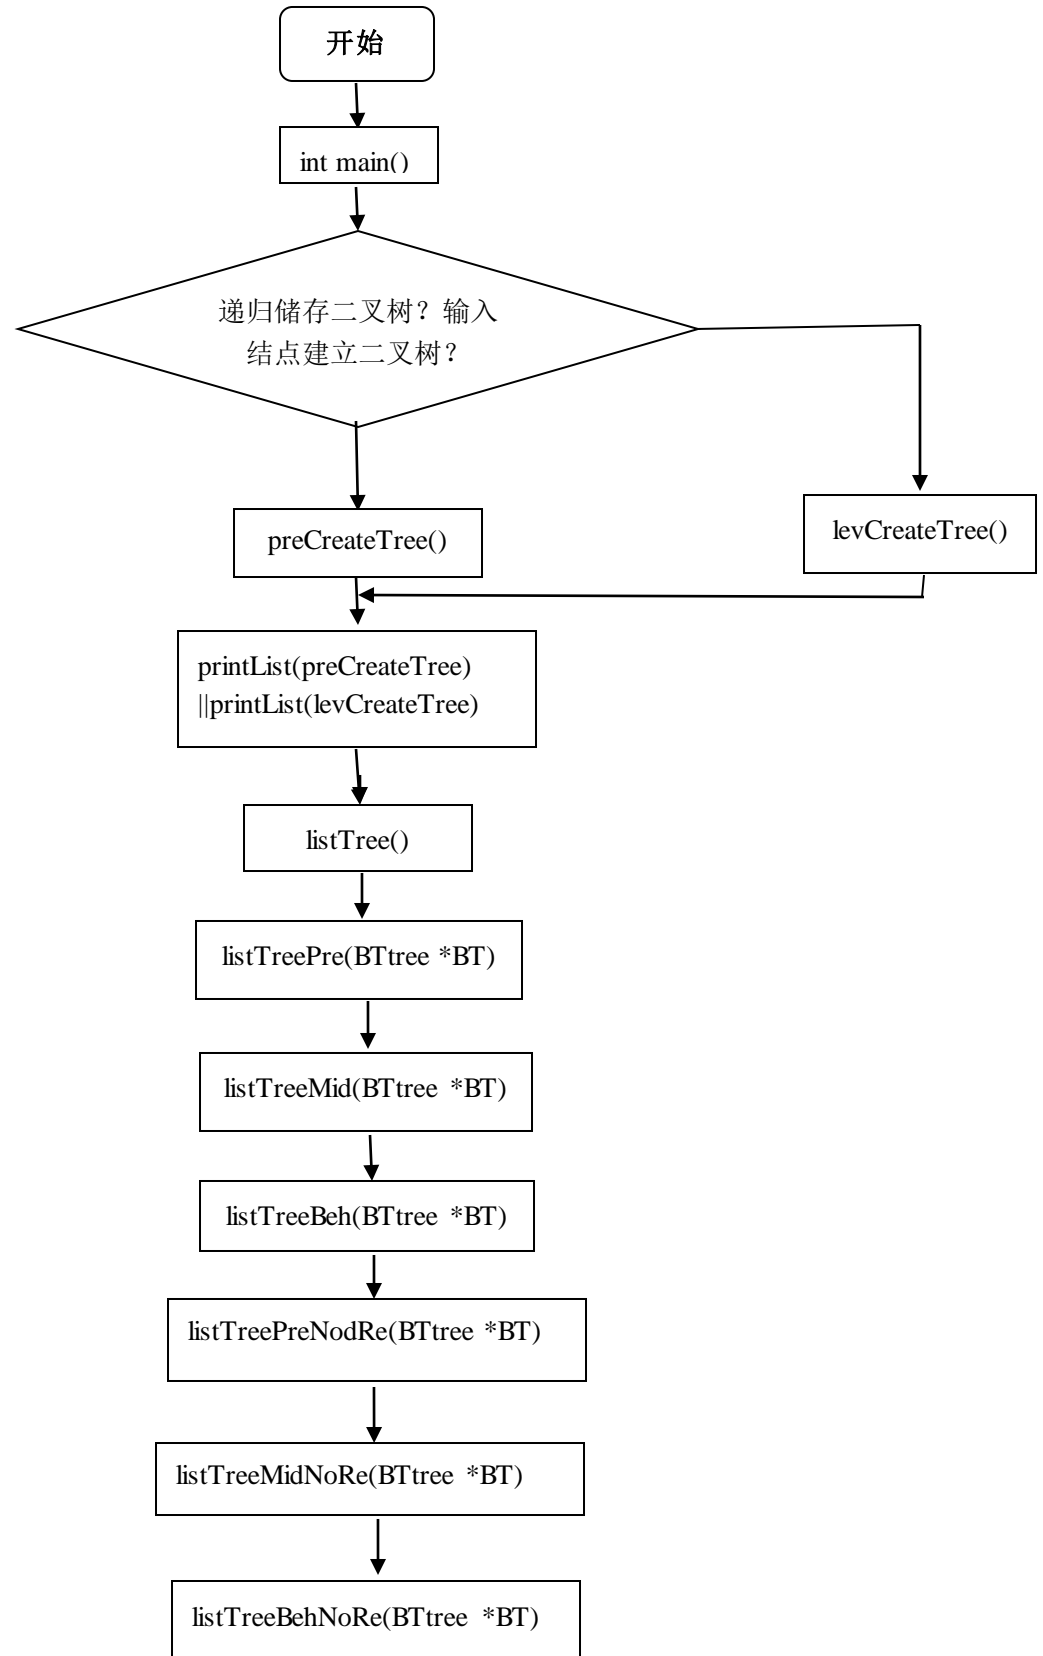 开始
int main()
递归储存二叉树？输入
结点建立二叉树？
preCreateTree()
levCreateTree()
printList(preCreateTree)
||printList(levCreateTree)
listTree()
listTreePre(BTtree *BT)
listTreeMid(BTtree *BT)
listTreeBeh(BTtree *BT)
listTreePreNodRe(BTtree *BT)
listTreeMidNoRe(BTtree *BT)
listTreeBehNoRe(BTtree *BT)